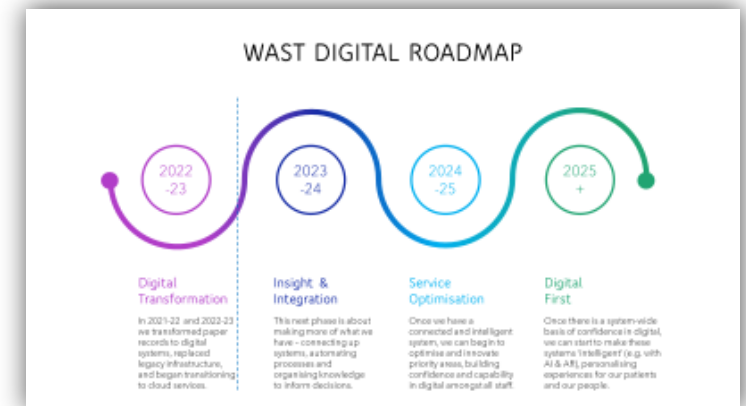 WAST DIGITAL ROADMAP
2022
-23
2023
-24
2024
-25
2025
+
Digital
Transformation
In 2021-22 and 2022-23
we transformed paper
records to digital
systems, replaced
legacy infrastructure,
and began transitioning
to cloud services.
Insight &
Integration
This next phase is about
making more of what we
have - connecting up
systems, automating
processes and
organising knowledge
to inform decisions.
Service
Optimisation
Once we have a
connected and intelligent
system, we can begin to
optimise and innovate
priority areas, building
confidence and capability
in digital amongst all staff.
Digital
First
Once there is a system-wide
basis of confidence in digital,
we can start to make these
systems 'intelligent' (e.g. with
AI & AR), personalising
experiences for our patients
and our people.